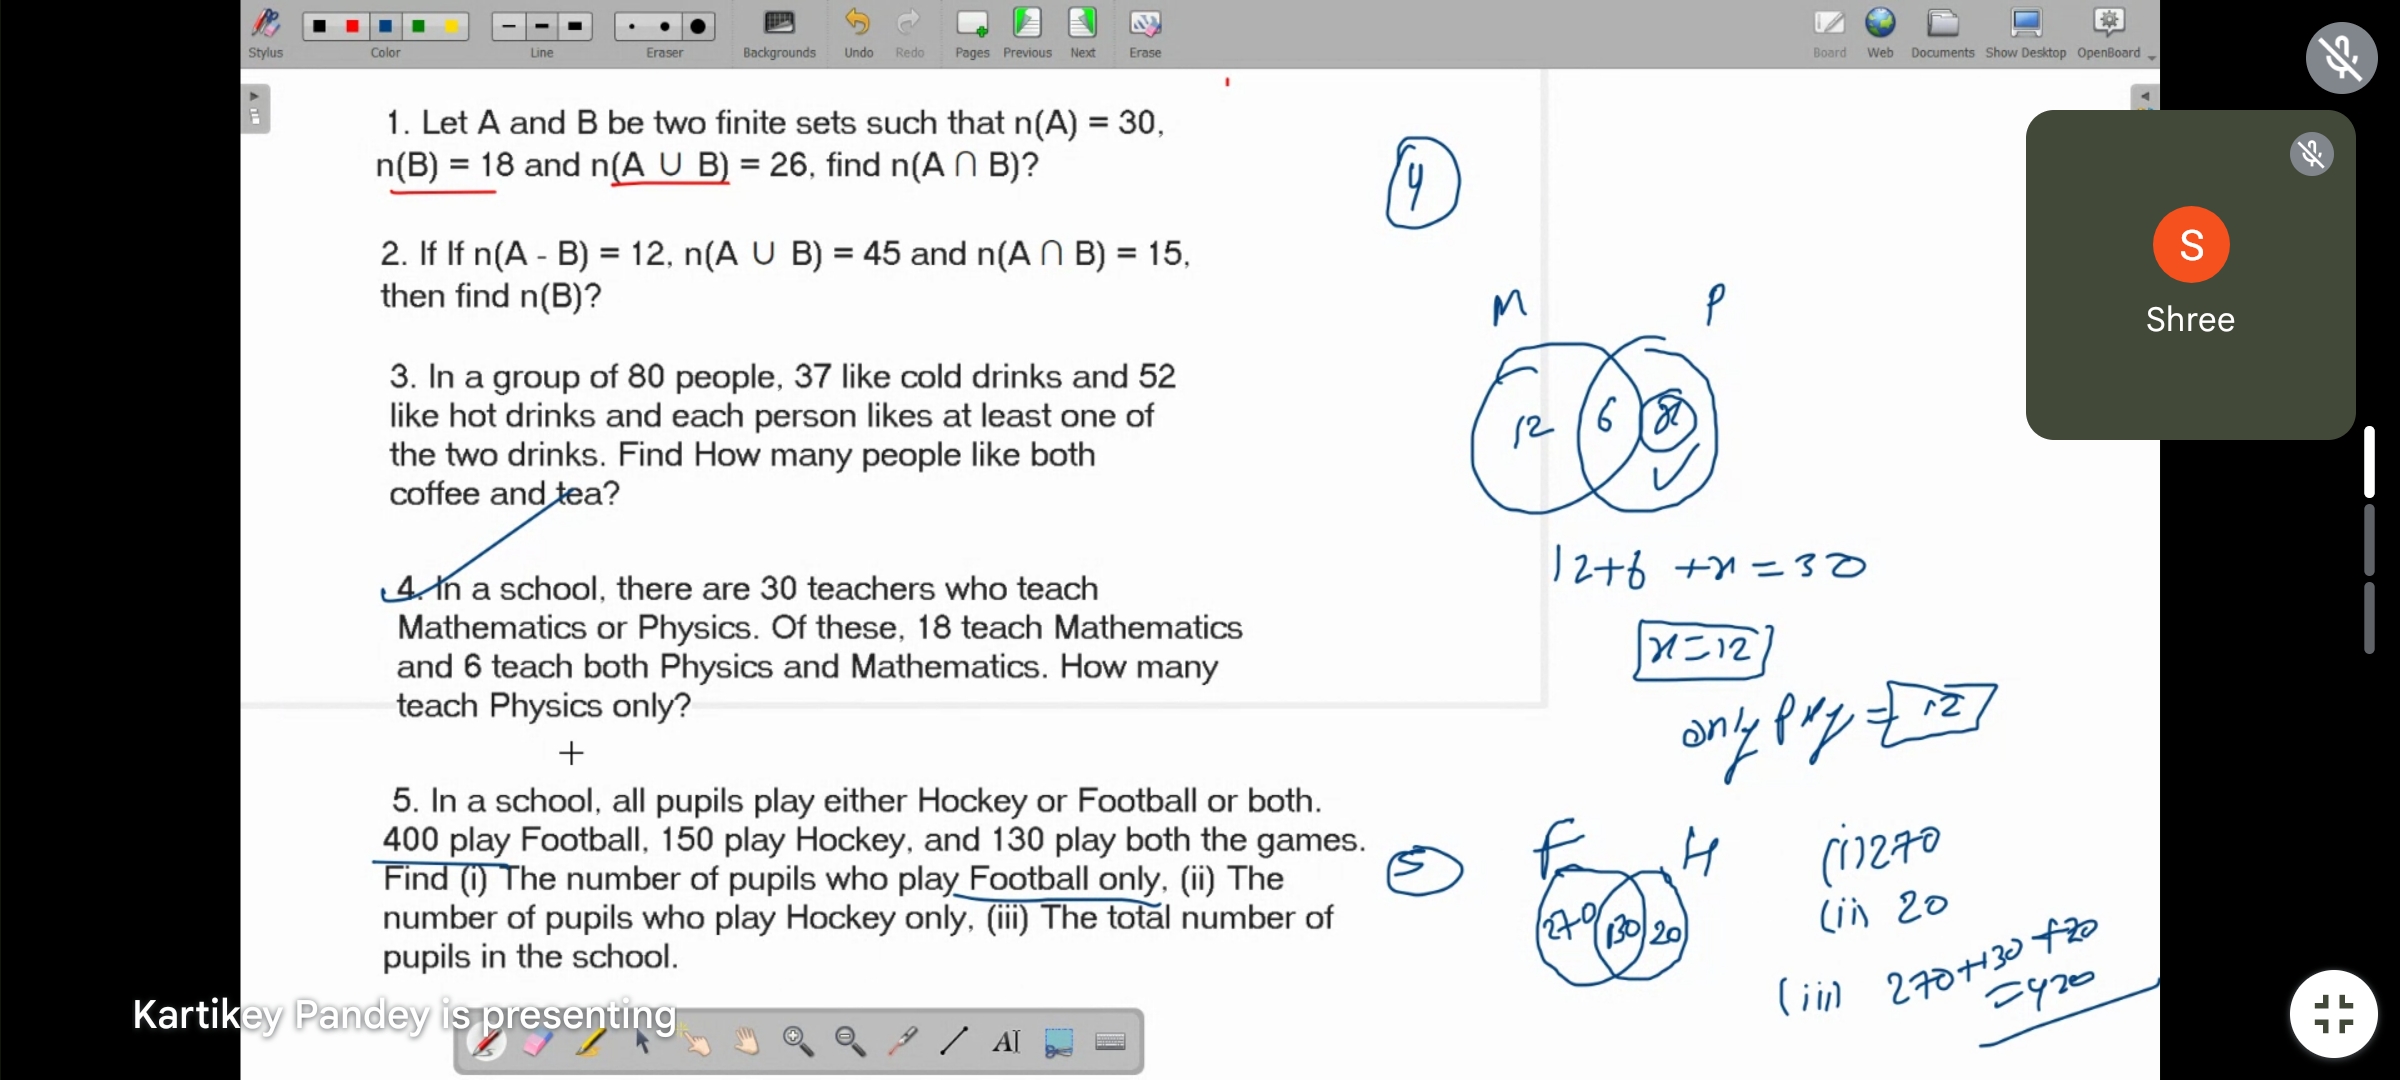 Stylus
Color
Line
Eraser
Backgrounds
Undo
Redo
Pages
Previous
Next
Erase
Board
Web
Documents
Show Desktop
OpenBoard
1. Let A and B be two finite sets such that n(A) = 30,
n(B) = 18 and n(A ∪ B) = 26, find n(A ∩ B)?
2. If If n(A - B) = 12, n(A ∪ B) = 45 and n(A ∩ B) = 15,
then find n(B)?
3. In a group of 80 people, 37 like cold drinks and 52
like hot drinks and each person likes at least one of
the two drinks. Find How many people like both
coffee and tea?
4. In a school, there are 30 teachers who teach
Mathematics or Physics. Of these, 18 teach Mathematics
and 6 teach both Physics and Mathematics. How many
teach Physics only?
5. In a school, all pupils play either Hockey or Football or both.
400 play Football, 150 play Hockey, and 130 play both the games.
Find (i) The number of pupils who play Football only, (ii) The
number of pupils who play Hockey only, (iii) The total number of
pupils in the school.
4
M P
12 6 x
12+6 +x = 30
x = 12
only Phy = 12
5
F H
270 130 20
(i) 270
(ii) 20
(iii) 270+130+20
= 420
S
Shree
Kartikey Pandey is presenting
AI